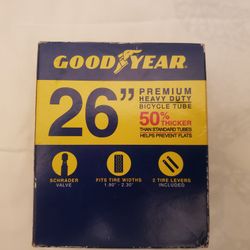 GOODYEAR
26"
PREMIUM
HEAVY DUTY
BICYCLE TUBE
50%
THICKER
THAN STANDARD TUBES
HELPS PREVENT FLATS
SCHRADER
VALVE
FITS TIRE WIDTHS
1.90" - 2.30"
2 TIRE LEVERS
INCLUDED